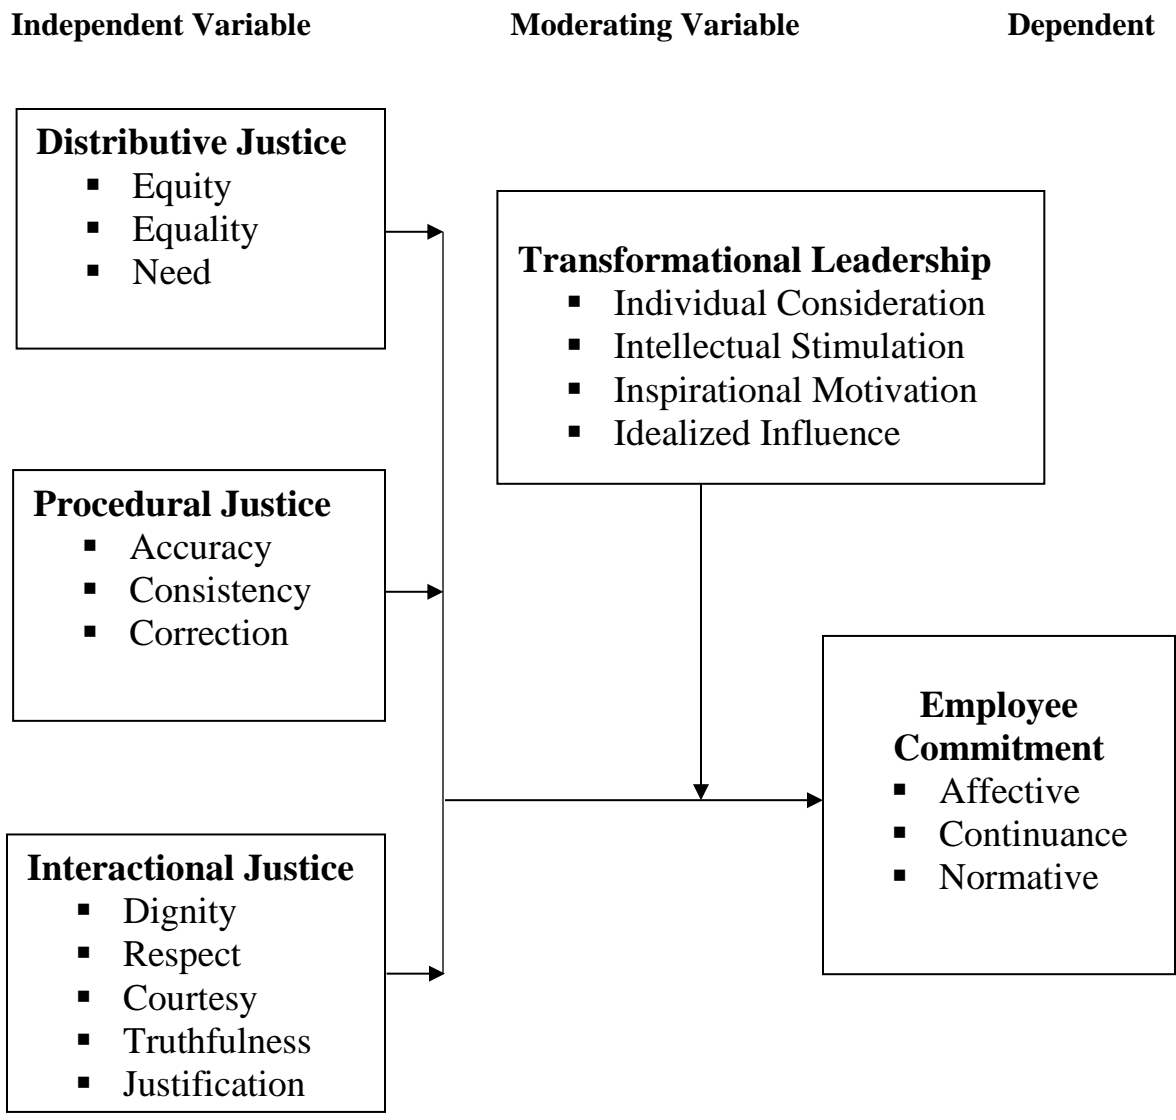 Independent Variable Moderating Variable Dependent
Distributive Justice
▪ Equity
▪ Equality
▪ Need
Transformational Leadership
▪ Individual Consideration
▪ Intellectual Stimulation
▪ Inspirational Motivation
▪ Idealized Influence
Procedural Justice
▪ Accuracy
▪ Consistency
▪ Correction
Employee
Commitment
▪ Affective
▪ Continuance
▪ Normative
Interactional Justice
▪ Dignity
▪ Respect
▪ Courtesy
▪ Truthfulness
▪ Justification